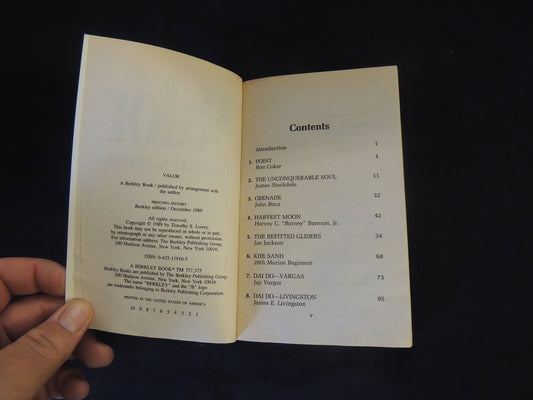 VALOR
A Berkley Book / published by arrangement with
the author
PRINTING HISTORY
Berkley edition / December 1989
All rights reserved.
Copyright © 1989 by Timothy S. Lowry.
This book may not be reproduced in whole or in part,
by mimeograph or any other means, without permission.
For information address: The Berkley Publishing Group,
200 Madison Avenue, New York, New York 10016.
ISBN: 0-425-11916-5
A BERKLEY BOOK ® TM 757,375
Berkley Books are published by The Berkley Publishing Group,
200 Madison Avenue, New York, New York 10016.
The name "BERKLEY" and the "B" logo
are trademarks belonging to Berkley Publishing Corporation.
PRINTED IN THE UNITED STATES OF AMERICA
10 9 8 7 6 5 4 3 2 1
Contents
Introduction 1
1. POINT 4
Ron Coker
2. THE UNCONQUERABLE SOUL 11
James Stockdale
3. GRENADE 32
John Baca
4. HARVEST MOON 42
Harvey C. "Barney" Barnum, Jr.
5. THE REFITTED GLIDERS 54
Joe Jackson
6. KHE SANH 68
26th Marine Regiment
7. DAI DO—VARGAS 73
Jay Vargas
8. DAI DO—LIVINGSTON 95
James E. Livingston
v